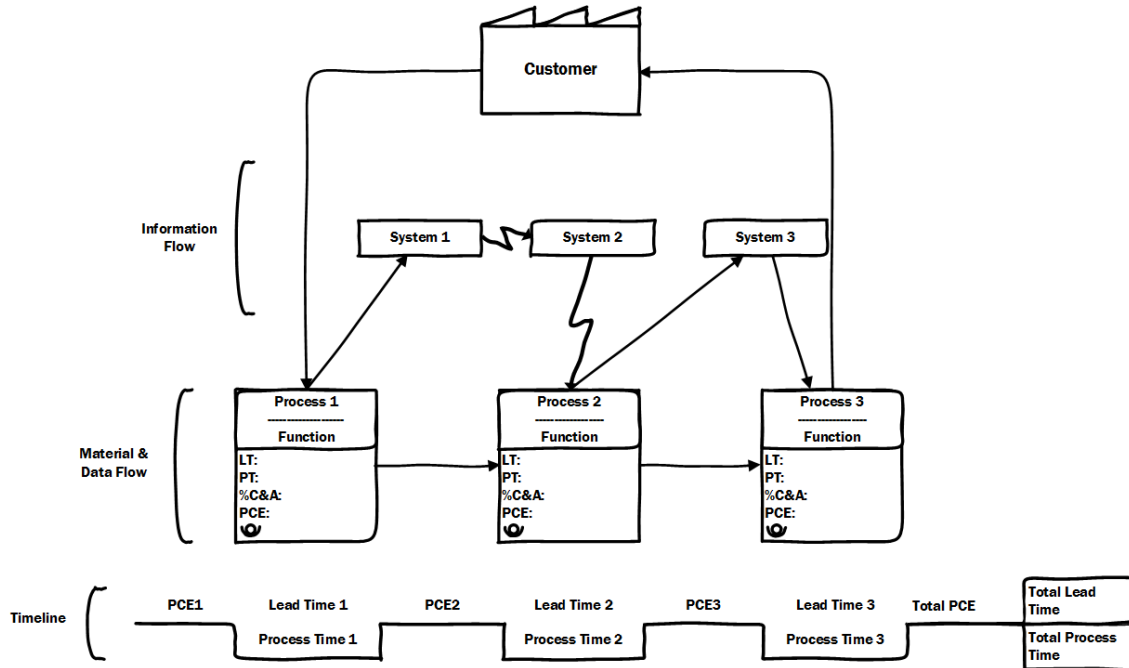 Customer
Information
Flow
System 1
System 2
System 3
Process 1
--------------------
Function
LT:
PT:
%C&A:
PCE:
Process 2
------------------
Function
LT:
PT:
%C&A:
PCE:
Process 3
------------------
Function
LT:
PT:
%C&A:
PCE:
Material &
Data Flow
Timeline
PCE1
Lead Time 1
PCE2
Lead Time 2
PCE3
Lead Time 3
Total PCE
Total Lead
Time
Process Time 1
Process Time 2
Process Time 3
Total Process
Time